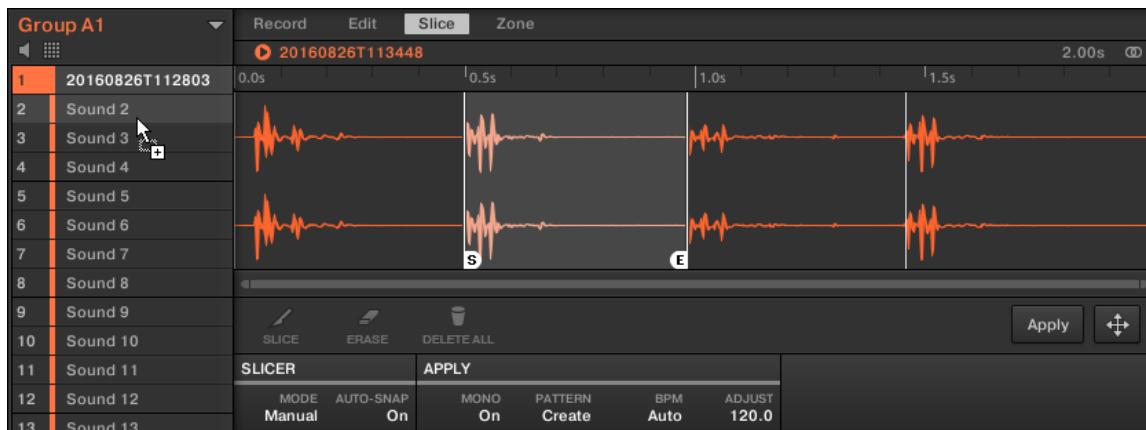 Group A1
Record Edit Slice Zone
20160826T113448 2.00s
1 20160826T112803
0.0s 0.5s 1.0s 1.5s
2 Sound 2
3 Sound 3
4 Sound 4
5 Sound 5
6 Sound 6
7 Sound 7
8 Sound 8
9 Sound 9
10 Sound 10
11 Sound 11
12 Sound 12
13 Sound 13
S E
SLICE ERASE DELETE ALL
Apply
SLICER APPLY
MODE AUTO-SNAP MONO PATTERN BPM ADJUST
Manual On On Create Auto 120.0